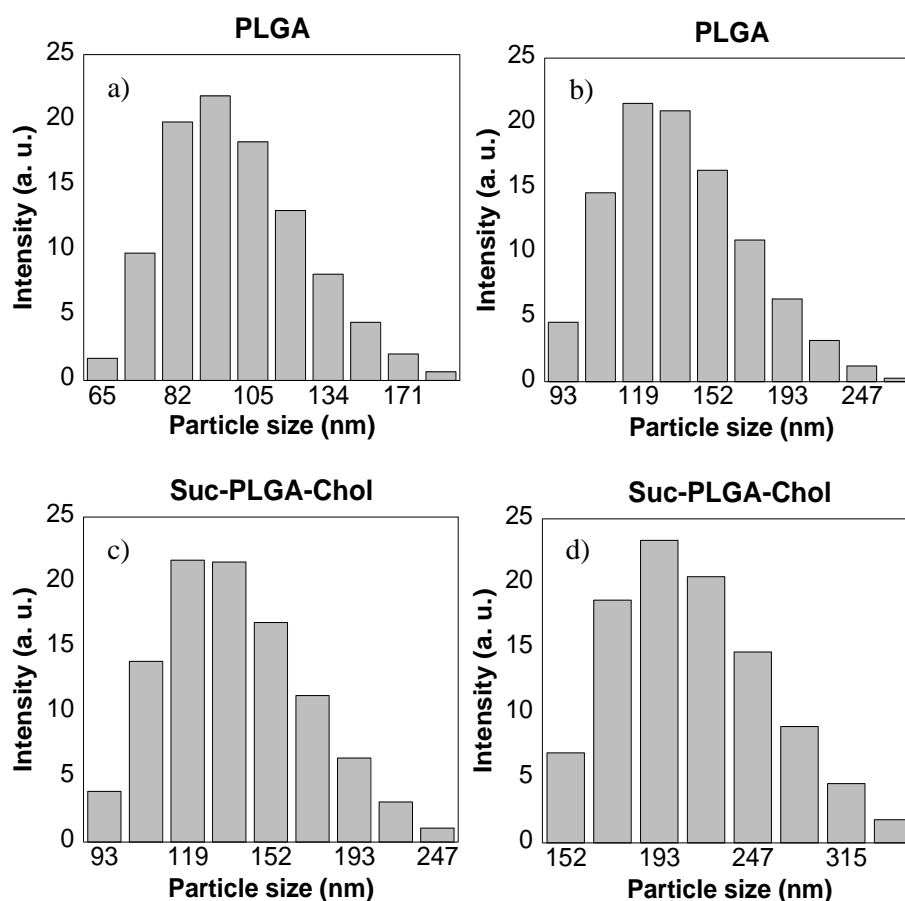 PLGA
a)
Intensity (a. u.)
25
20
15
10
5
0
65 82 105 134 171
Particle size (nm)
PLGA
b)
Intensity (a. u.)
25
20
15
10
5
0
93 119 152 193 247
Particle size (nm)
Suc-PLGA-Chol
c)
Intensity (a. u.)
25
20
15
10
5
0
93 119 152 193 247
Particle size (nm)
Suc-PLGA-Chol
d)
Intensity (a. u.)
25
20
15
10
5
0
152 193 247 315
Particle size (nm)